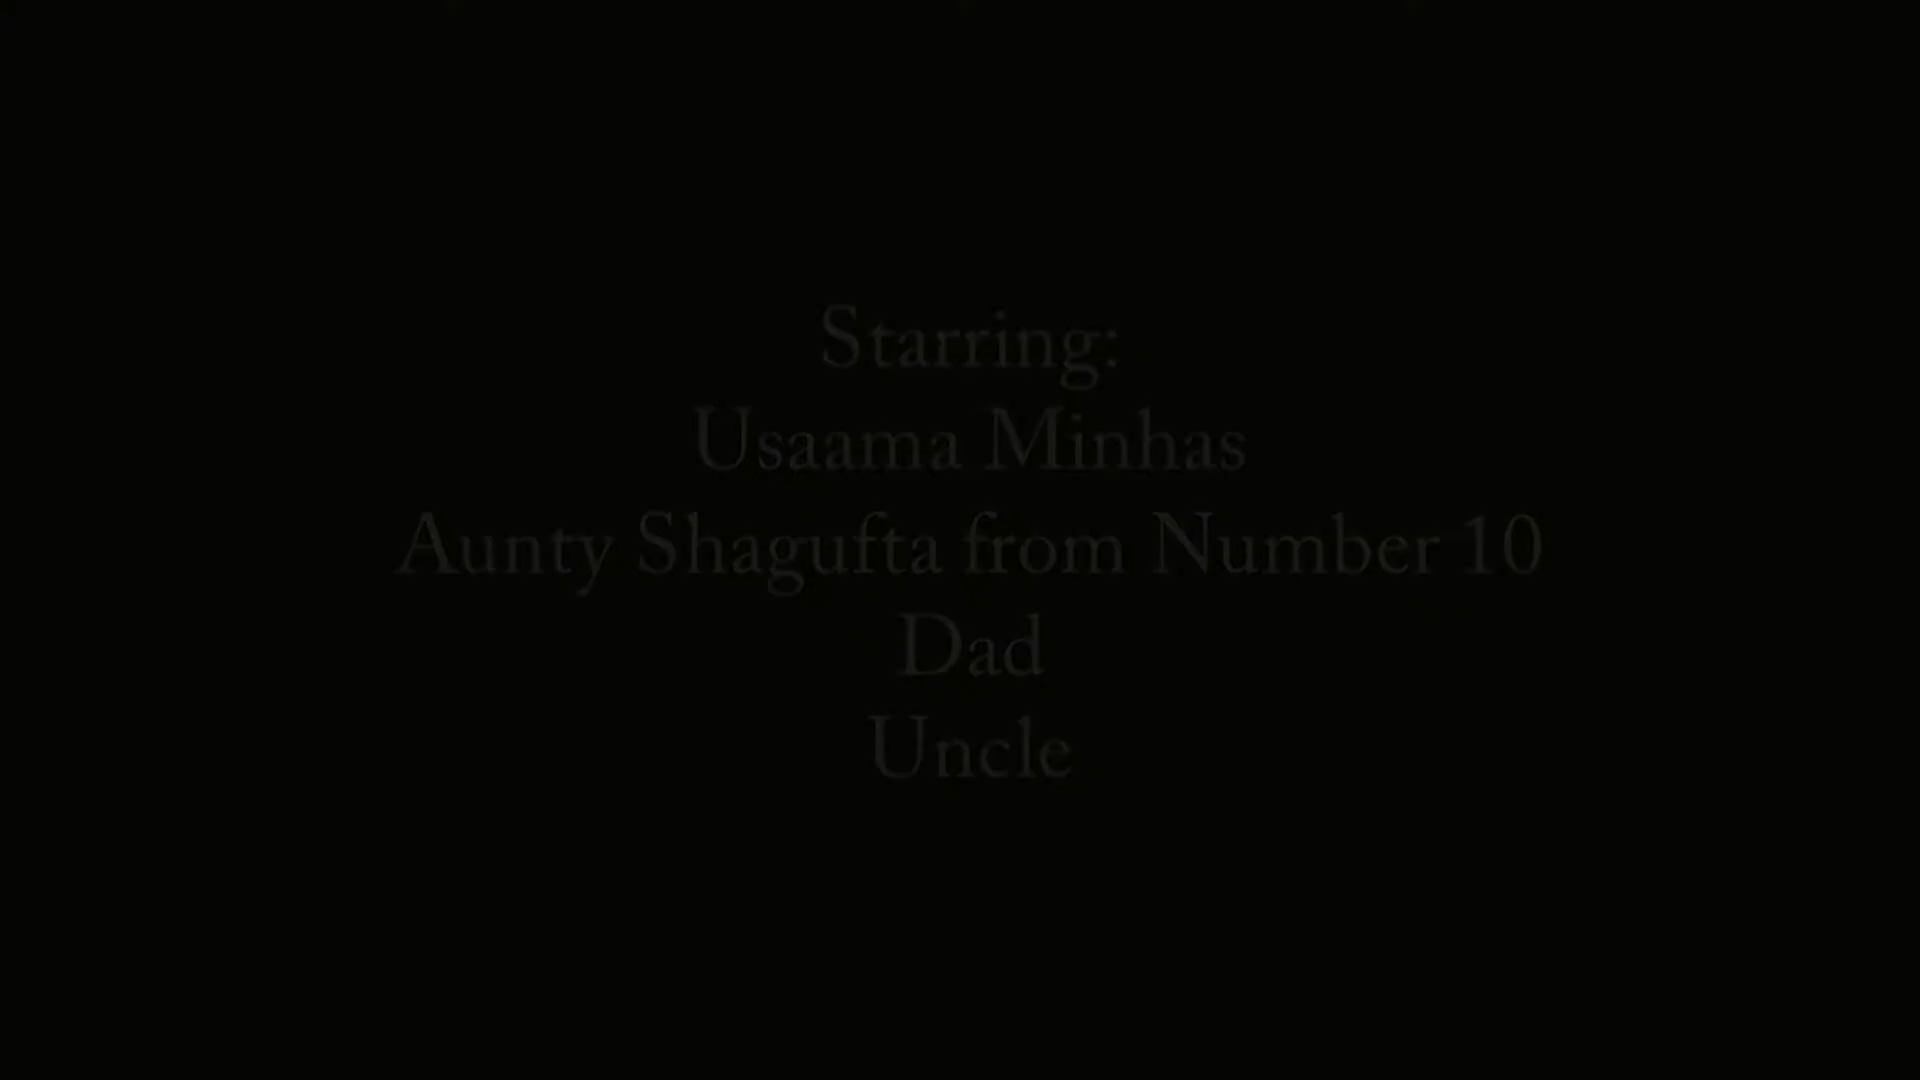 Starring:
Usaama Minhas
Aunty Shagufta from Number 10
Dad
Uncle